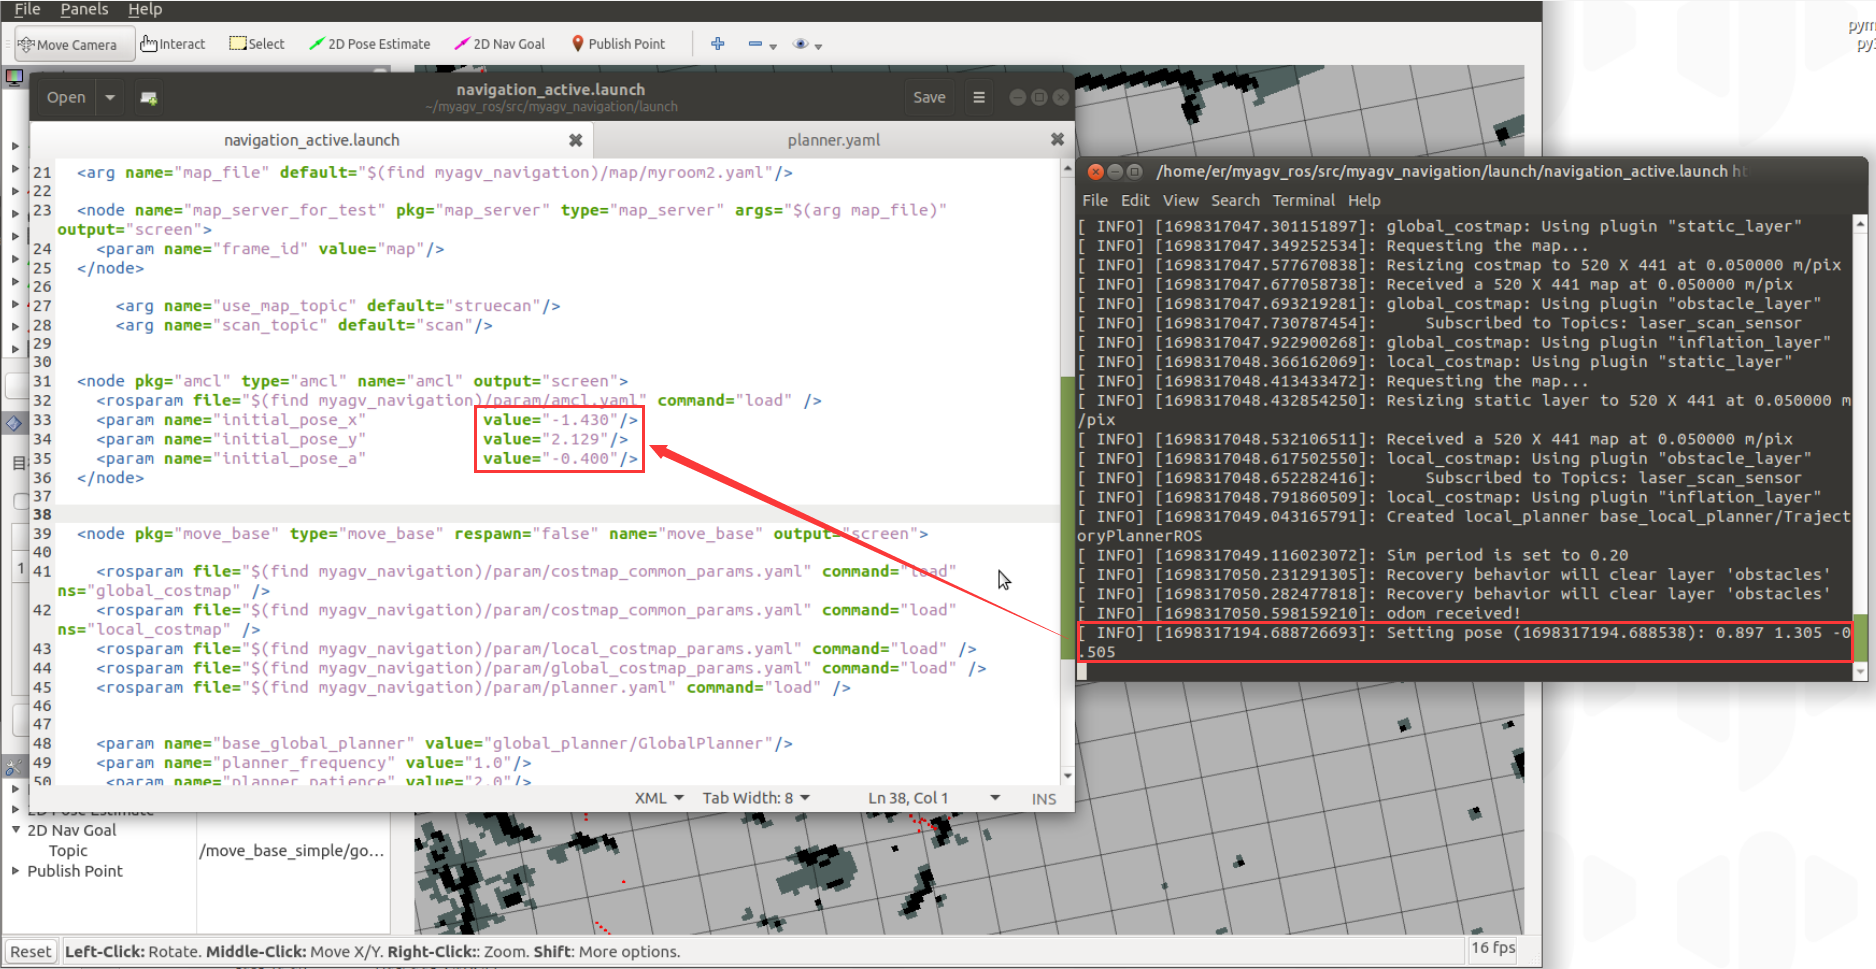 File Panels Help
Move Camera Interact Select 2D Pose Estimate 2D Nav Goal Publish Point
pym
py3
Open navigation_active.launch Save
~/myagv_ros/src/myagv_navigation/launch
navigation_active.launch planner.yaml
21 <arg name="map_file" default="$(find myagv_navigation)/map/myroom2.yaml"/>
22
23 <node name="map_server_for_test" pkg="map_server" type="map_server" args="$(arg map_file)"
output="screen">
24 <param name="frame_id" value="map"/>
25 </node>
26
27 <arg name="use_map_topic" default="struecan"/>
28 <arg name="scan_topic" default="scan"/>
29
30
31 <node pkg="amcl" type="amcl" name="amcl" output="screen">
32 <rosparam file="$(find myagv_navigation)/param/amcl.yaml" command="load" />
33 <param name="initial_pose_x" value="-1.430"/>
34 <param name="initial_pose_y" value="2.129"/>
35 <param name="initial_pose_a" value="-0.400"/>
36 </node>
37
38
39 <node pkg="move_base" type="move_base" respawn="false" name="move_base" output="screen">
40
41 <rosparam file="$(find myagv_navigation)/param/costmap_common_params.yaml" command="load"
ns="global_costmap" />
42 <rosparam file="$(find myagv_navigation)/param/costmap_common_params.yaml" command="load"
ns="local_costmap" />
43 <rosparam file="$(find myagv_navigation)/param/local_costmap_params.yaml" command="load" />
44 <rosparam file="$(find myagv_navigation)/param/global_costmap_params.yaml" command="load" />
45 <rosparam file="$(find myagv_navigation)/param/planner.yaml" command="load" />
46
47
48 <param name="base_global_planner" value="global_planner/GlobalPlanner"/>
49 <param name="planner_frequency" value="1.0"/>
50 <param name="planner_patience" value="2.0"/>
XML Tab Width: 8 Ln 38, Col 1 INS
/home/er/myagv_ros/src/myagv_navigation/launch/navigation_active.launch ht
File Edit View Search Terminal Help
[ INFO] [1698317047.301151897]: global_costmap: Using plugin "static_layer"
[ INFO] [1698317047.349252534]: Requesting the map...
[ INFO] [1698317047.577670838]: Resizing costmap to 520 X 441 at 0.050000 m/pix
[ INFO] [1698317047.677058738]: Received a 520 X 441 map at 0.050000 m/pix
[ INFO] [1698317047.693219281]: global_costmap: Using plugin "obstacle_layer"
[ INFO] [1698317047.730787454]: Subscribed to Topics: laser_scan_sensor
[ INFO] [1698317047.922900268]: global_costmap: Using plugin "inflation_layer"
[ INFO] [1698317048.366162069]: local_costmap: Using plugin "static_layer"
[ INFO] [1698317048.413433472]: Requesting the map...
[ INFO] [1698317048.432854250]: Resizing static layer to 520 X 441 at 0.050000 m
/pix
[ INFO] [1698317048.532106511]: Received a 520 X 441 map at 0.050000 m/pix
[ INFO] [1698317048.617502550]: local_costmap: Using plugin "obstacle_layer"
[ INFO] [1698317048.652282416]: Subscribed to Topics: laser_scan_sensor
[ INFO] [1698317048.791860509]: local_costmap: Using plugin "inflation_layer"
[ INFO] [1698317049.043165791]: Created local_planner base_local_planner/Traject
oryPlannerROS
[ INFO] [1698317049.116023072]: Sim period is set to 0.20
[ INFO] [1698317050.231291305]: Recovery behavior will clear layer 'obstacles'
[ INFO] [1698317050.282477818]: Recovery behavior will clear layer 'obstacles'
[ INFO] [1698317050.598159210]: odom received!
[ INFO] [1698317194.688726693]: Setting pose (1698317194.688538): 0.897 1.305 -0
.505
目
1
2D Pose Estimate
2D Nav Goal
Topic /move_base_simple/go...
Publish Point
Reset Left-Click: Rotate. Middle-Click: Move X/Y. Right-Click:: Zoom. Shift: More options. 16 fps